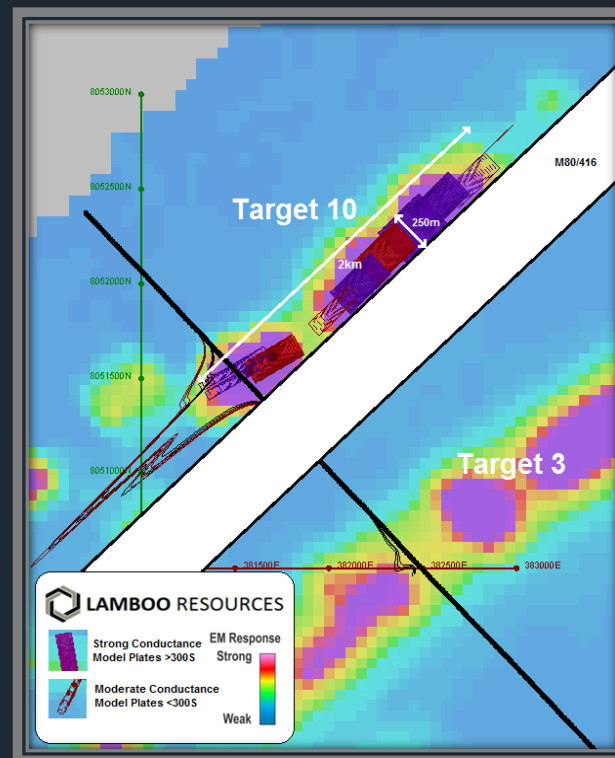 8053000N
M80/416
8052500N
Target 10
250m
2km
8052000N
8051500N
8051000N
Target 3
381500E
382000E
382500E
383000E
LAMBOO RESOURCES
Strong Conductance
Model Plates >300S
Moderate Conductance
Model Plates <300S
EM Response
Strong
Weak